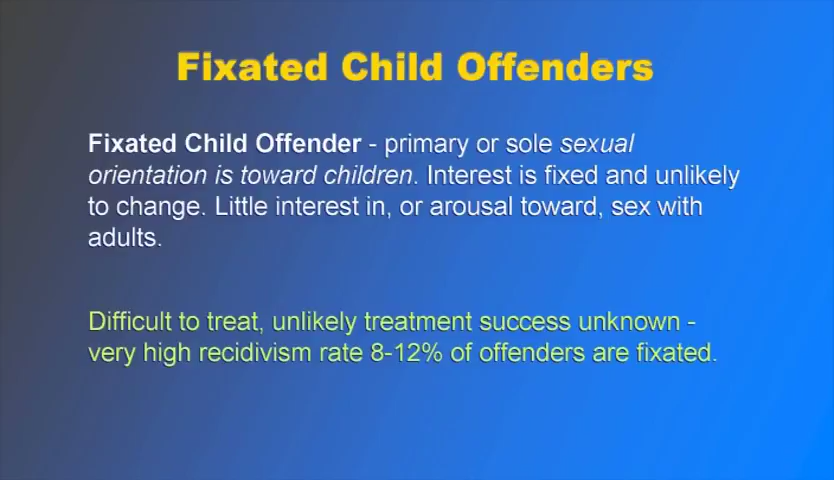 Fixated Child Offenders
Fixated Child Offender - primary or sole sexual
orientation is toward children. Interest is fixed and unlikely
to change. Little interest in, or arousal toward, sex with
adults.
Difficult to treat, unlikely treatment success unknown -
very high recidivism rate 8-12% of offenders are fixated.